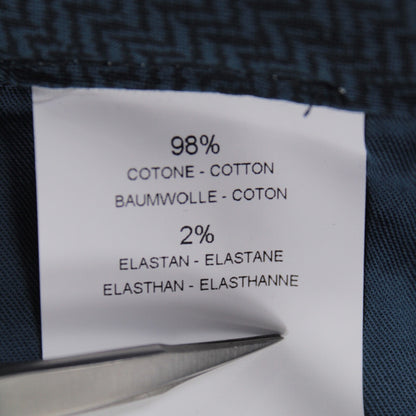 98%
COTONE - COTTON
BAUMWOLLE - COTON
2%
ELASTAN - ELASTANE
ELASTHAN - ELASTHANNE